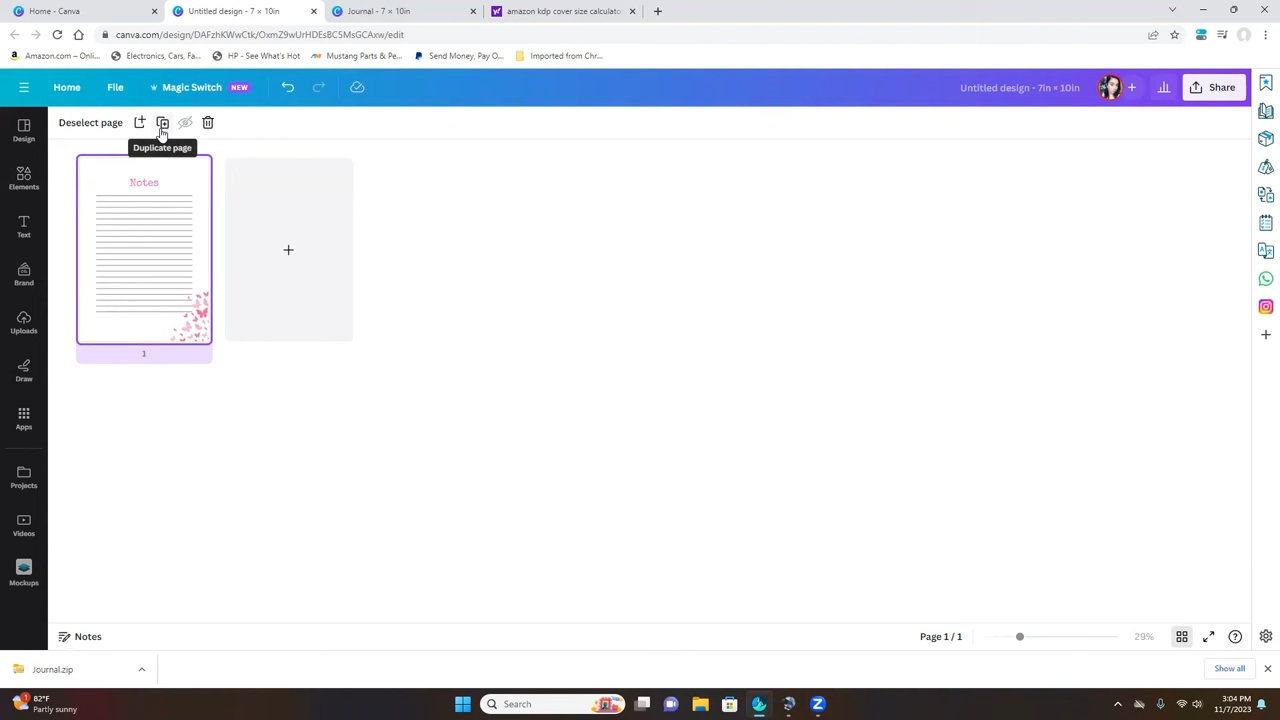 Home - Canva
Untitled design - 7 × 10in
Journal - 7 × 10in
amazon kdp cover size calculato
canva.com/design/DAFzhKWwCtk/OxmZ9wUrHDEsBC5MsGCAxw/edit
Amazon.com – Onli...
Electronics, Cars, Fa...
HP - See What's Hot
Mustang Parts & Pe...
Send Money, Pay O...
Imported from Chr...
Home
File
Magic Switch
NEW
Untitled design - 7in × 10in
Share
Deselect page
Duplicate page
Design
Elements
Text
Brand
Uploads
Draw
Apps
Projects
Videos
Mockups
Notes
1
Notes
Page 1 / 1
29%
Journal.zip
Show all
1
82°F
Partly sunny
Search
3:04 PM
11/7/2023